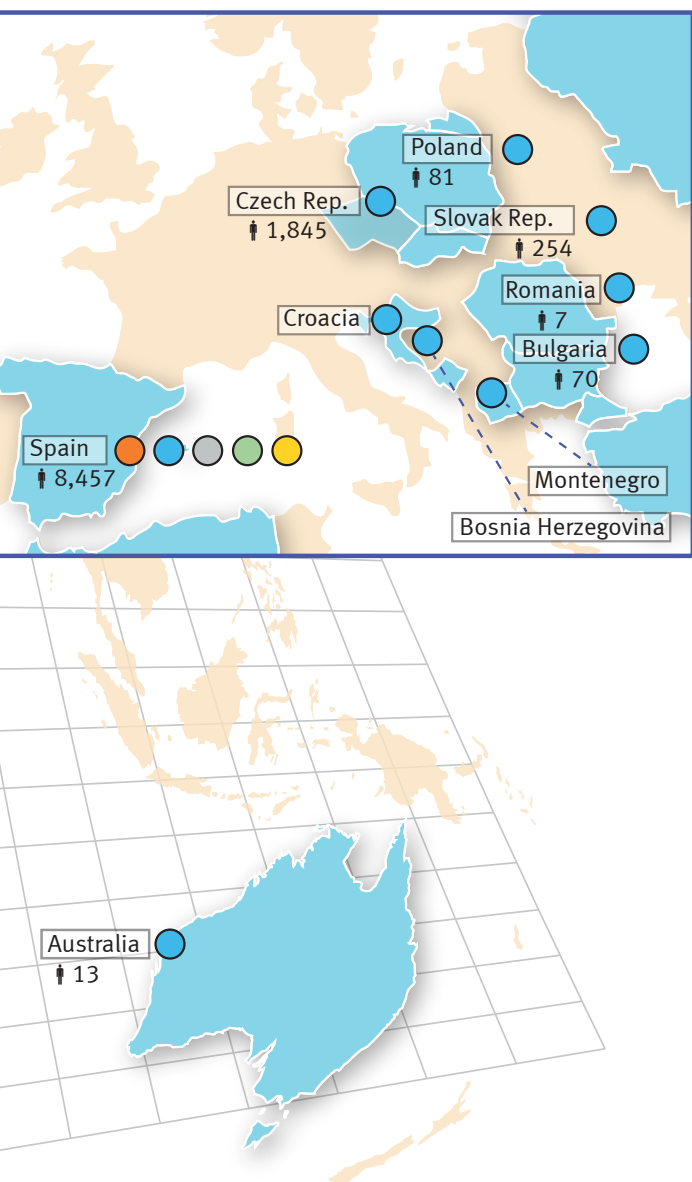 Poland
81
Czech Rep.
1,845
Slovak Rep.
254
Romania
7
Croacia
Bulgaria
70
Spain
8,457
Montenegro
Bosnia Herzegovina
Australia
13